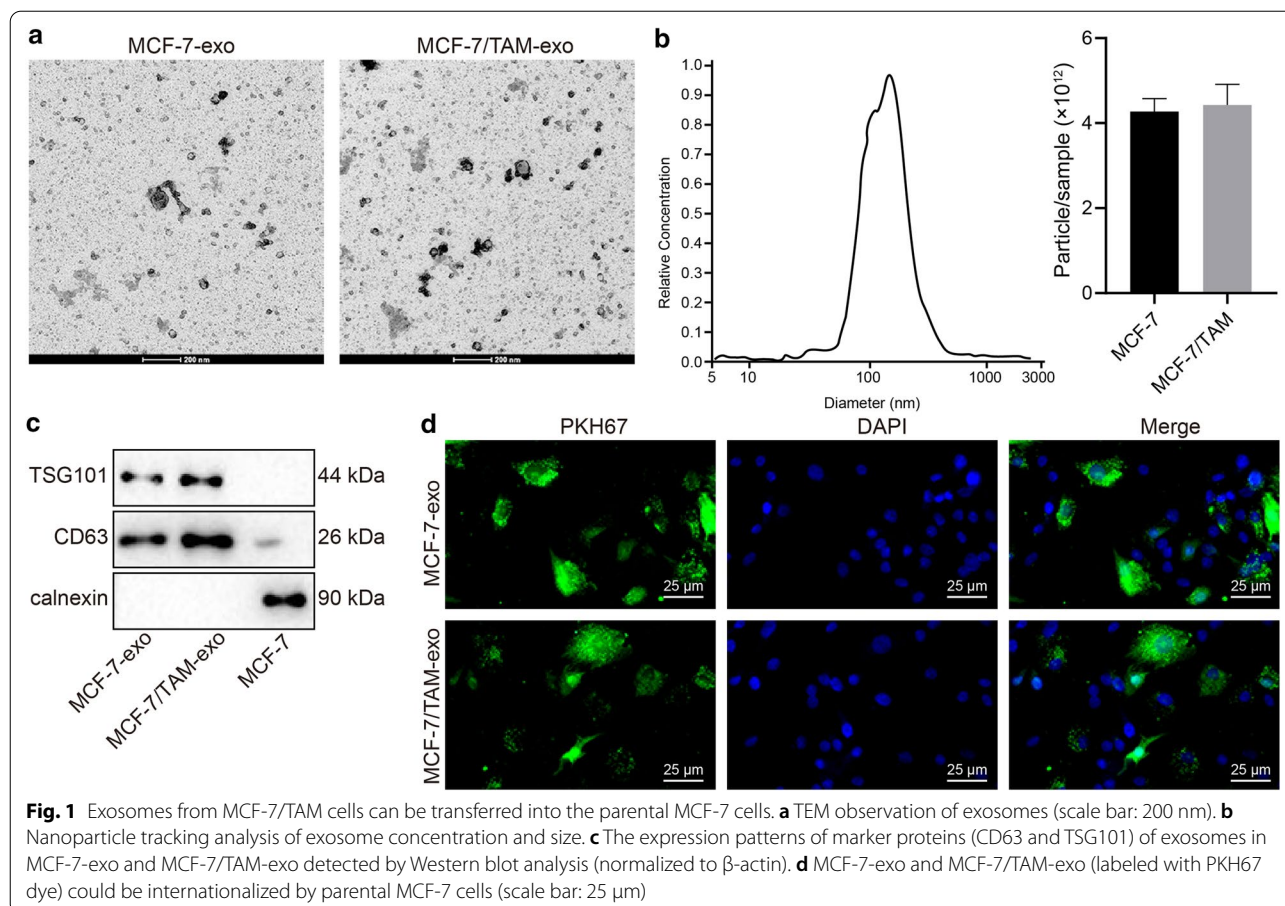 a
MCF-7-exo
MCF-7/TAM-exo
200 nm
200 nm
b
1.0
0.9
0.8
0.7
0.6
0.5
0.4
0.3
0.2
0.1
0.0
Relative Concentration
5 10 100 1000 3000
Diameter (nm)
Particle/sample (×10¹²)
6
4
2
0
MCF-7
MCF-7/TAM
c
TSG101 44 kDa
CD63 26 kDa
calnexin 90 kDa
MCF-7-exo
MCF-7/TAM-exo
MCF-7
d
PKH67 DAPI Merge
MCF-7-exo
25 µm 25 µm 25 µm
MCF-7/TAM-exo
25 µm 25 µm 25 µm
Fig. 1 Exosomes from MCF-7/TAM cells can be transferred into the parental MCF-7 cells. a TEM observation of exosomes (scale bar: 200 nm). b
Nanoparticle tracking analysis of exosome concentration and size. c The expression patterns of marker proteins (CD63 and TSG101) of exosomes in
MCF-7-exo and MCF-7/TAM-exo detected by Western blot analysis (normalized to β-actin). d MCF-7-exo and MCF-7/TAM-exo (labeled with PKH67
dye) could be internationalized by parental MCF-7 cells (scale bar: 25 µm)